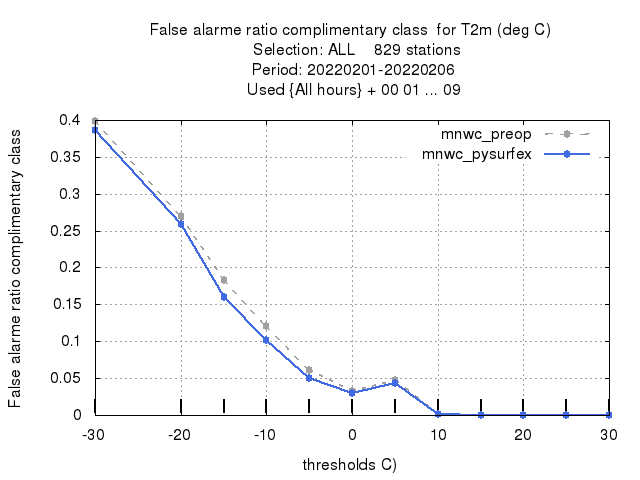 False alarme ratio complimentary class  for T2m (deg C)
Selection: ALL    829 stations
Period: 20220201-20220206
Used {All hours} + 00 01 ... 09
mnwc_preop
mnwc_pysurfex
False alarme ratio complimentary class
0.4
0.35
0.3
0.25
0.2
0.15
0.1
0.05
0
-30 -20 -10 0 10 20 30
thresholds C)